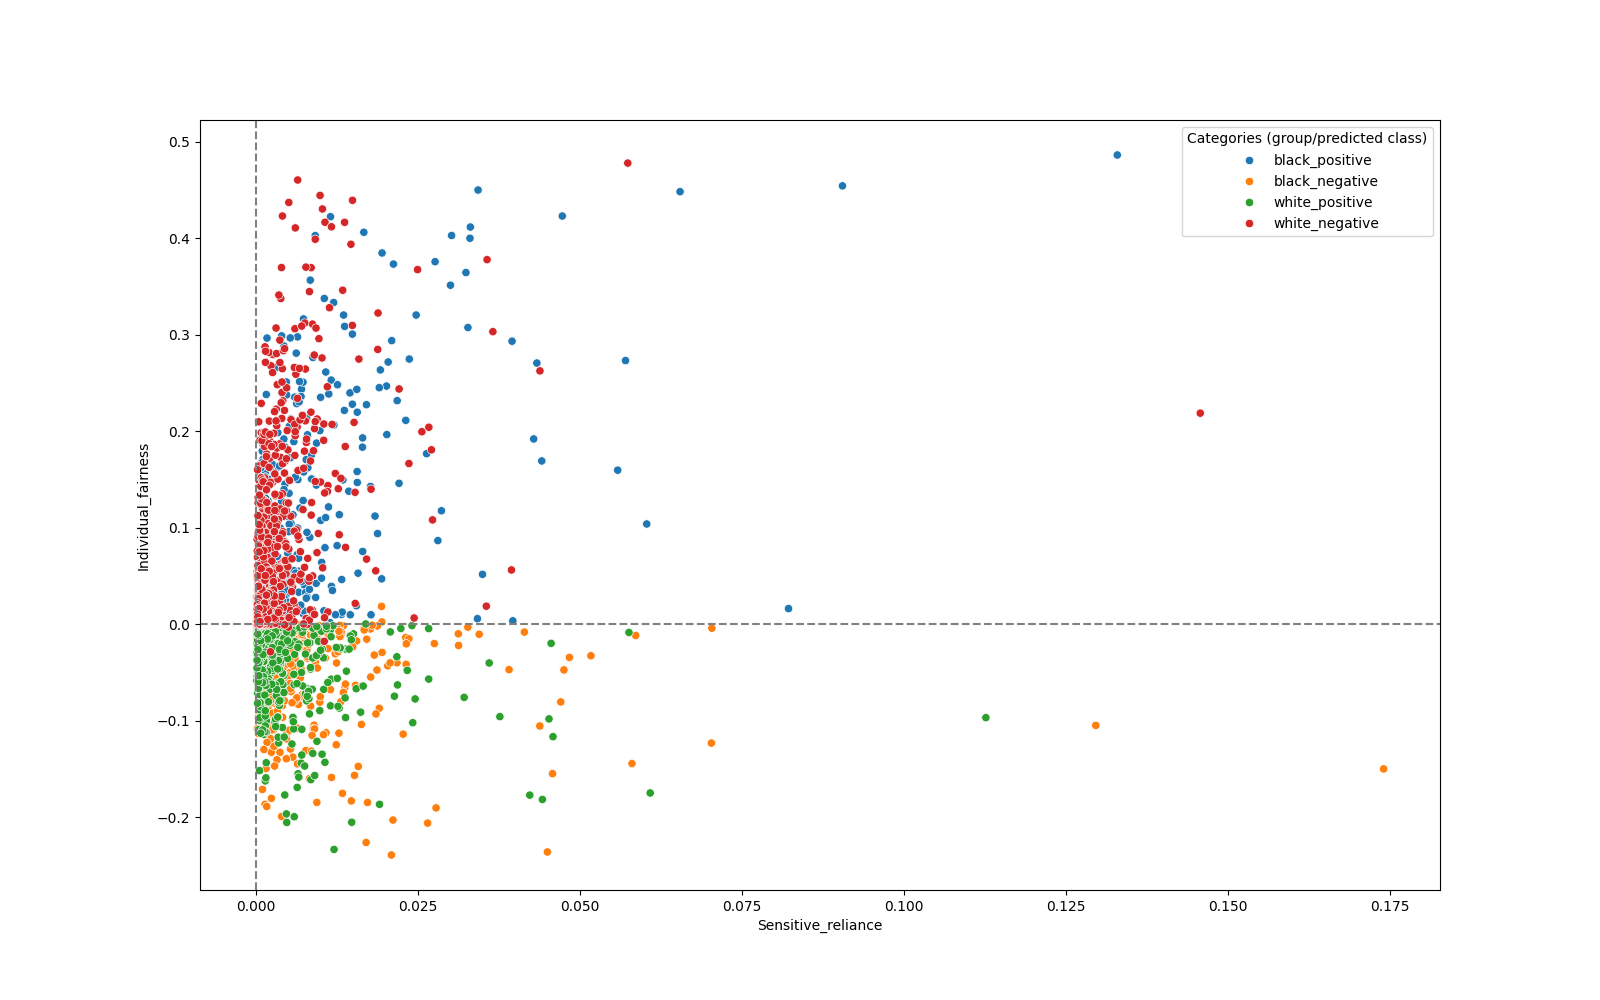 Categories (group/predicted class)
black_positive
black_negative
white_positive
white_negative
0.5
0.4
0.3
0.2
0.1
0.0
−0.1
−0.2
Individual_fairness
0.000 0.025 0.050 0.075 0.100 0.125 0.150 0.175
Sensitive_reliance